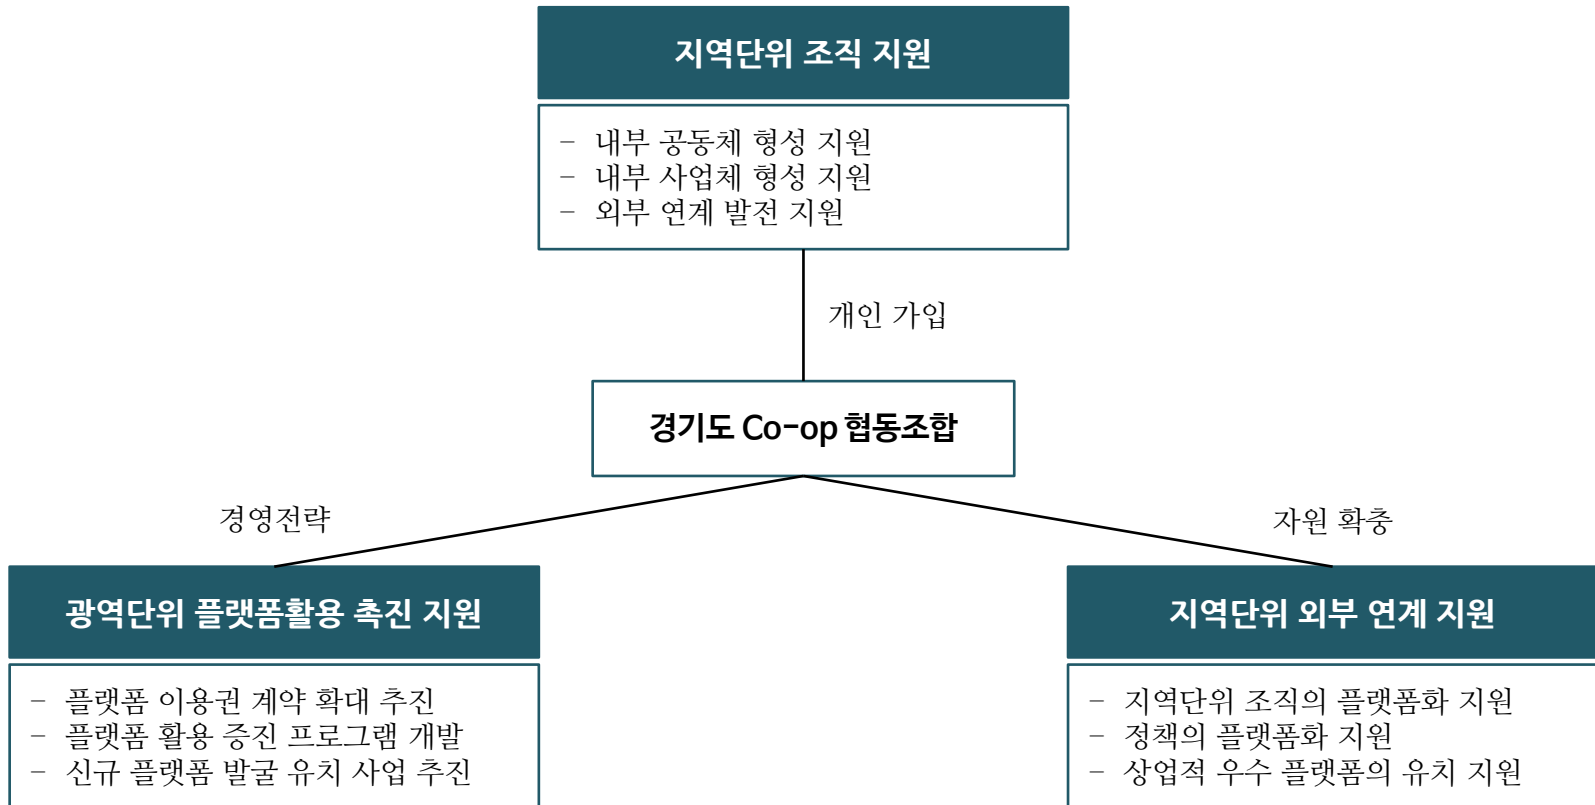 지역단위 조직 지원
- 내부 공동체 형성 지원
- 내부 사업체 형성 지원
- 외부 연계 발전 지원
개인 가입
경기도 Co-op 협동조합
경영전략
자원 확충
광역단위 플랫폼활용 촉진 지원
- 플랫폼 이용권 계약 확대 추진
- 플랫폼 활용 증진 프로그램 개발
- 신규 플랫폼 발굴 유치 사업 추진
지역단위 외부 연계 지원
- 지역단위 조직의 플랫폼화 지원
- 정책의 플랫폼화 지원
- 상업적 우수 플랫폼의 유치 지원